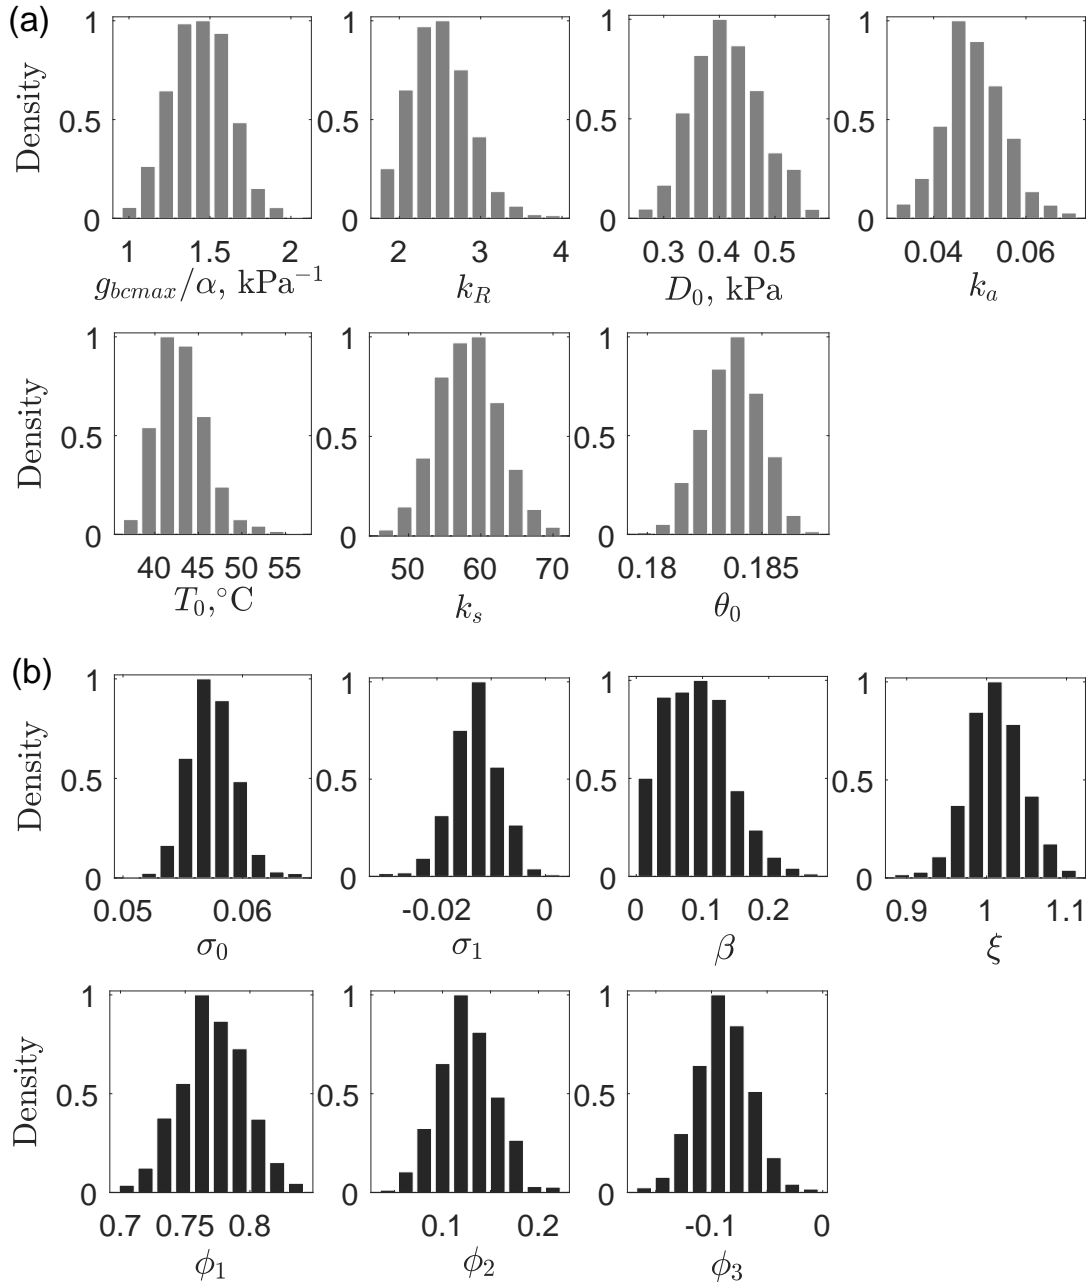 (a)
Density
1
0.5
0
1 1.5 2
g_{bcmax}/α, kPa^{−1}
1
0.5
0
2 3 4
k_R
1
0.5
0
0.3 0.4 0.5
D_0, kPa
1
0.5
0
0.04 0.06
k_a
Density
1
0.5
0
40 45 50 55
T_0,°C
1
0.5
0
50 60 70
k_s
1
0.5
0
0.18 0.185
θ_0
(b)
Density
1
0.5
0
0.05 0.06
σ_0
1
0.5
0
-0.02 0
σ_1
1
0.5
0
0 0.1 0.2
β
1
0.5
0
0.9 1 1.1
ξ
Density
1
0.5
0
0.7 0.75 0.8
ϕ_1
1
0.5
0
0.1 0.2
ϕ_2
1
0.5
0
-0.1 0
ϕ_3